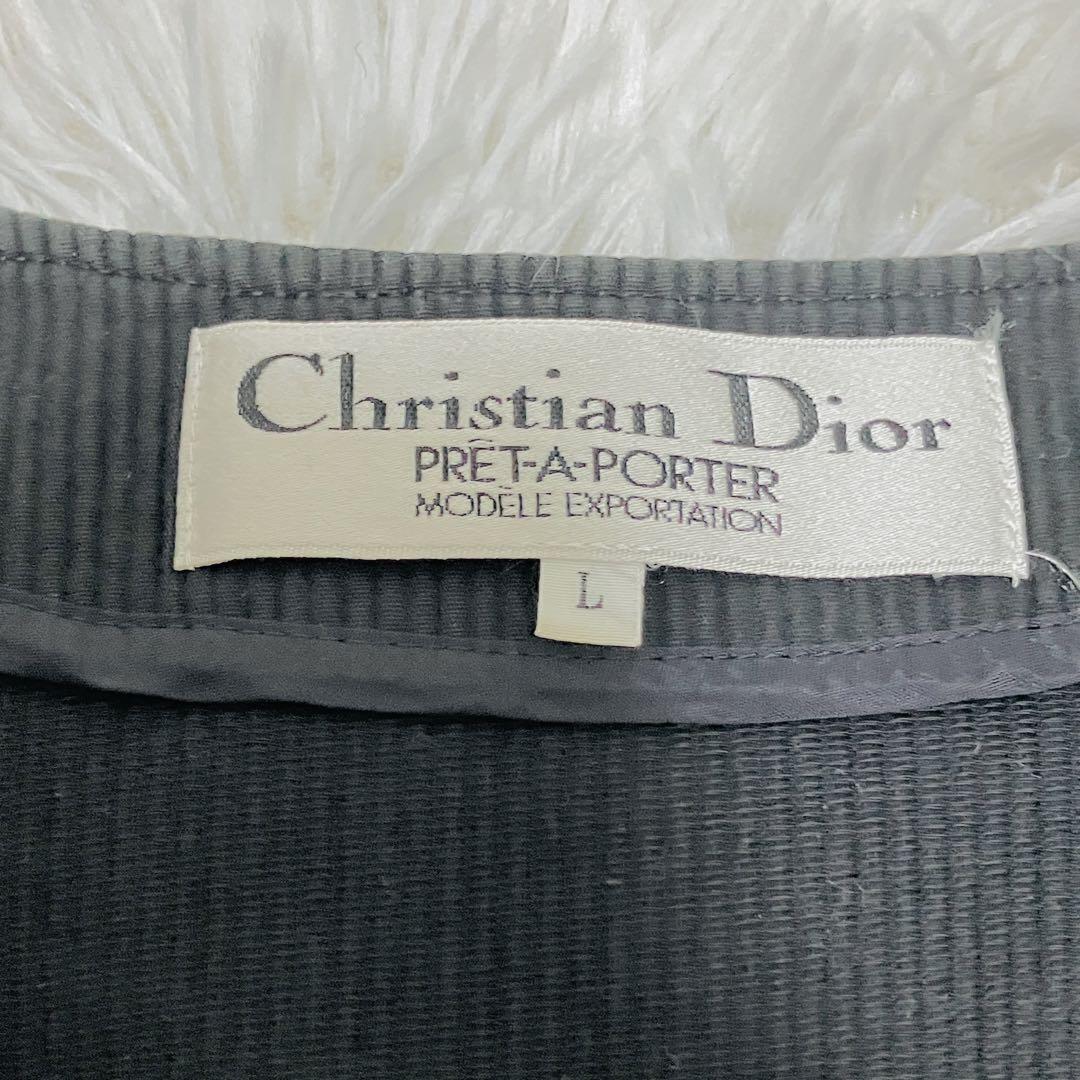 Christian Dior
PRÊT-A-PORTER
MODÈLE EXPORTATION
L